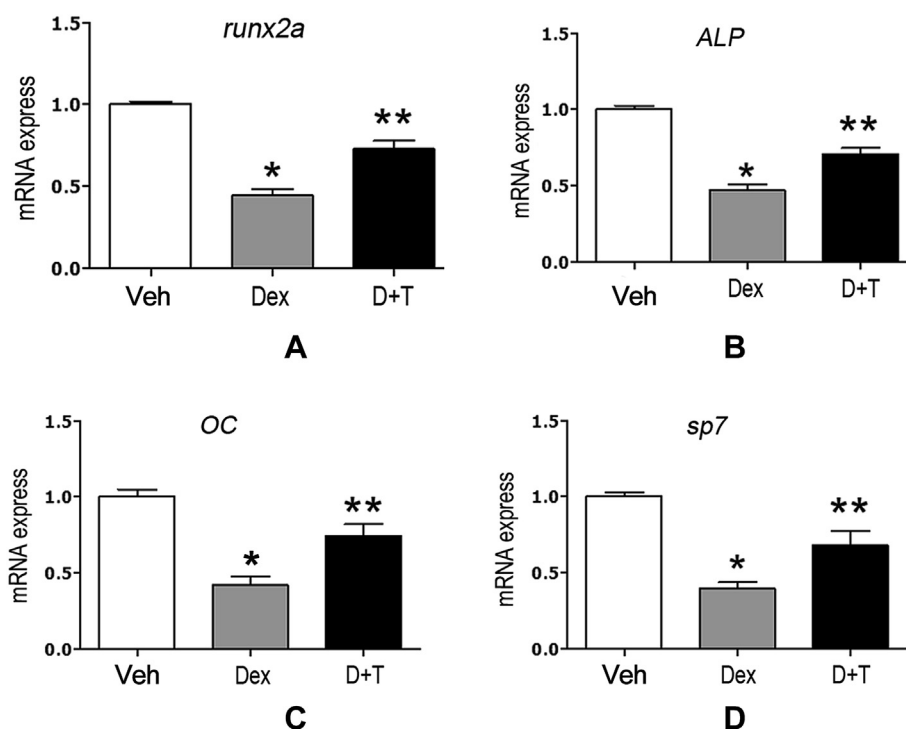 runx2a
mRNA express
1.5
1.0
0.5
0.0
*
**
Veh Dex D+T
A
ALP
mRNA express
1.5
1.0
0.5
0.0
*
**
Veh Dex D+T
B
OC
mRNA express
1.5
1.0
0.5
0.0
*
**
Veh Dex D+T
C
sp7
mRNA express
1.5
1.0
0.5
0.0
*
**
Veh Dex D+T
D